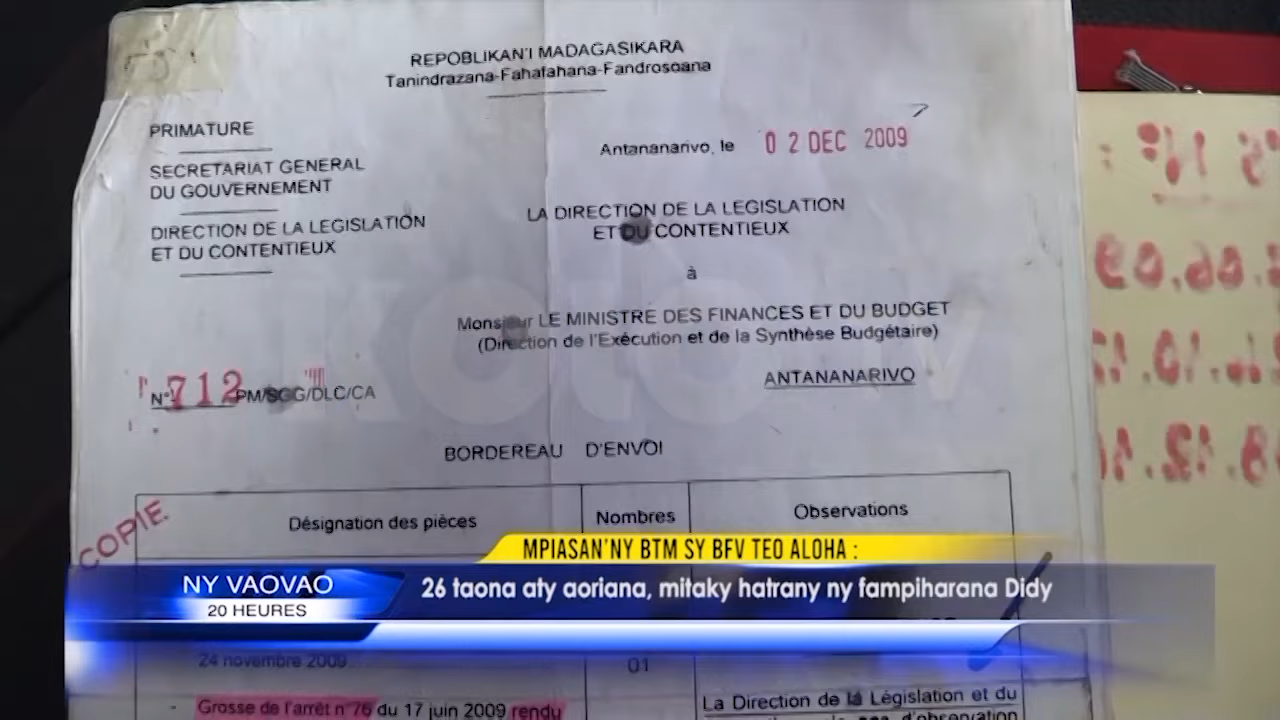 REPOBLIKAN'I MADAGASIKARA
Tanindrazana-Fahafahana-Fandrosoana
PRIMATURE
SECRETARIAT GENERAL
DU GOUVERNEMENT
DIRECTION DE LA LEGISLATION
ET DU CONTENTIEUX
Antananarivo, le 02 DEC 2009
LA DIRECTION DE LA LEGISLATION
ET DU CONTENTIEUX
à
Monsieur LE MINISTRE DES FINANCES ET DU BUDGET
(Direction de l'Exécution et de la Synthèse Budgétaire)
ANTANANARIVO
N° 712 PM/SGG/DLC/CA
BORDEREAU D'ENVOI
COPIE
Désignation des pièces
Nombres
Observations
MPIASAN'NY BTM SY BFV TEO ALOHA :
NY VAOVAO
20 HEURES
26 taona aty aoriana, mitaky hatrany ny fampiharana Didy
24 novembre 2009
01
- Grosse de l'arrêt n°76 du 17 juin 2009 rendu
La Direction de la Législation et du
d'observation